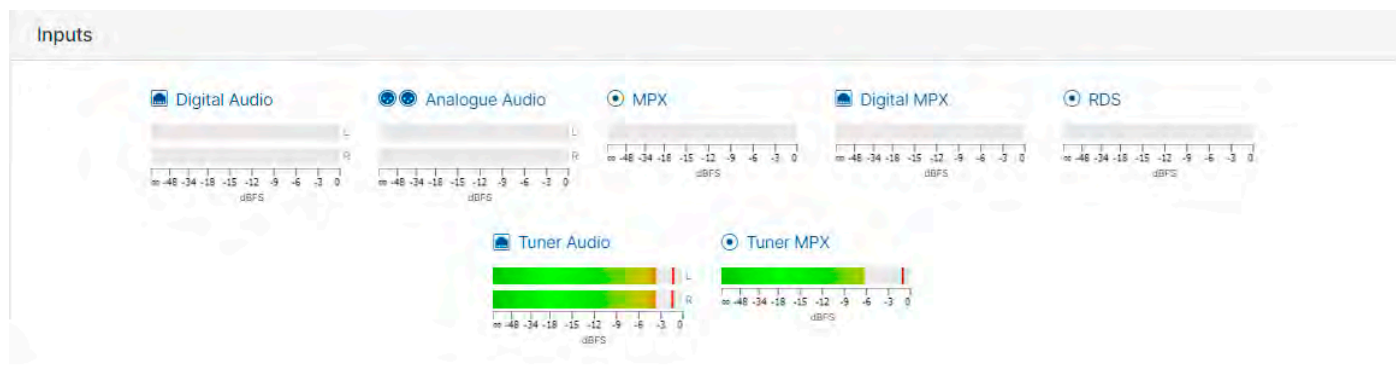 Inputs
Digital Audio
L
R
∞ -48 -34 -18 -15 -12 -9 -6 -3 0
dBFS
Analogue Audio
L
R
∞ -48 -34 -18 -15 -12 -9 -6 -3 0
dBFS
MPX
∞ -48 -34 -18 -15 -12 -9 -6 -3 0
dBFS
Digital MPX
∞ -48 -34 -18 -15 -12 -9 -6 -3 0
dBFS
RDS
∞ -48 -34 -18 -15 -12 -9 -6 -3 0
dBFS
Tuner Audio
L
R
∞ -48 -34 -18 -15 -12 -9 -6 -3 0
dBFS
Tuner MPX
∞ -48 -34 -18 -15 -12 -9 -6 -3 0
dBFS